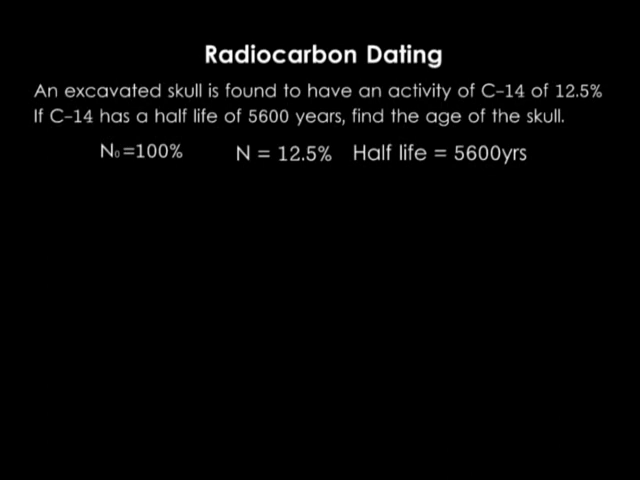 Radiocarbon Dating
An excavated skull is found to have an activity of C-14 of 12.5%
If C-14 has a half life of 5600 years, find the age of the skull.
N₀=100% N = 12.5% Half life = 5600yrs